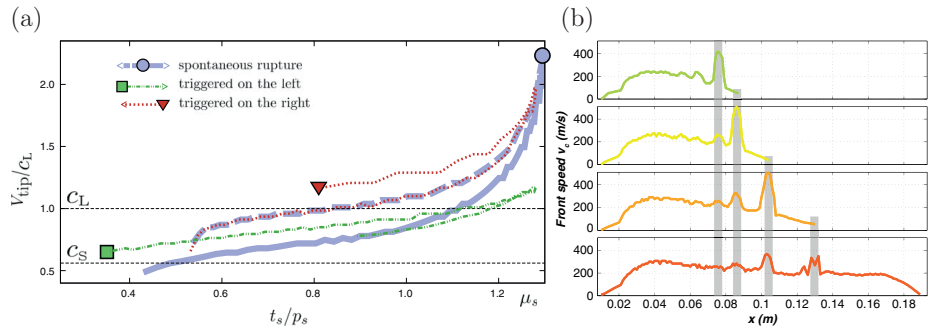 (a)
(b)
V_tip/c_L
2.0
1.5
1.0
0.5
c_L
c_S
spontaneous rupture
triggered on the left
triggered on the right
0.4
0.6
0.8
1.0
1.2
μ_s
t_s/p_s
Front speed v_c (m/s)
400
200
0
400
200
0
400
200
0
400
200
0
0.02
0.04
0.06
0.08
0.1
0.12
0.14
0.16
0.18
x (m)